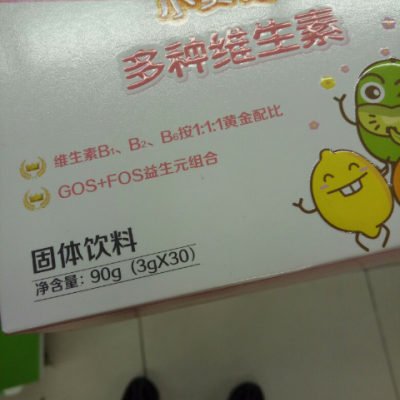 多种维生素
维生素B₁、B₂、B₆按1:1:1黄金配比
GOS+FOS益生元组合
固体饮料
净含量：90g（3gX30）